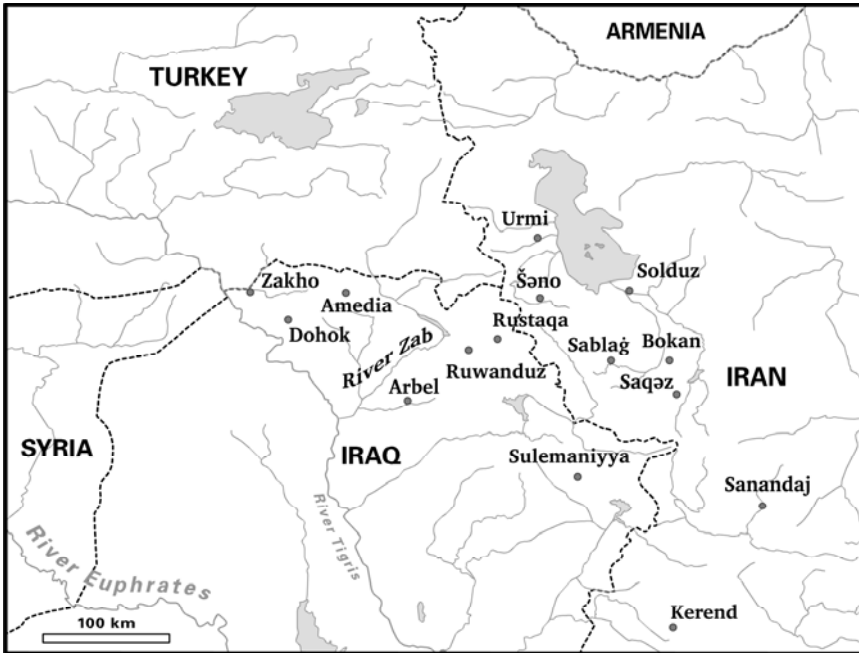 ARMENIA
TURKEY
Urmi
Zakho
Šəno
Solduz
Amedia
Dohok
Rustaqa
River Zab
Sablaġ
Bokan
Ruwanduz
Arbel
Saqəz
IRAN
SYRIA
IRAQ
Sulemaniyya
Sanandaj
River Tigris
River Euphrates
Kerend
100 km